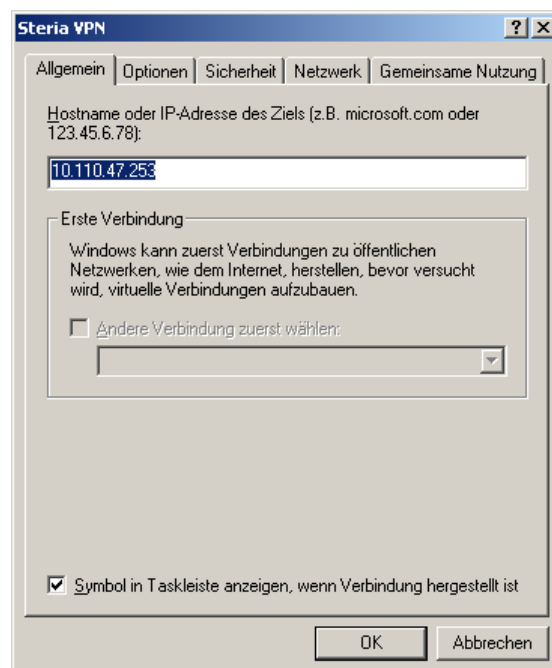 Steria VPN
Allgemein Optionen Sicherheit Netzwerk Gemeinsame Nutzung
Hostname oder IP-Adresse des Ziels (z.B. microsoft.com oder
123.45.6.78):
10.110.47.253
Erste Verbindung
Windows kann zuerst Verbindungen zu öffentlichen
Netzwerken, wie dem Internet, herstellen, bevor versucht
wird, virtuelle Verbindungen aufzubauen.
Andere Verbindung zuerst wählen:
Symbol in Taskleiste anzeigen, wenn Verbindung hergestellt ist
OK Abbrechen